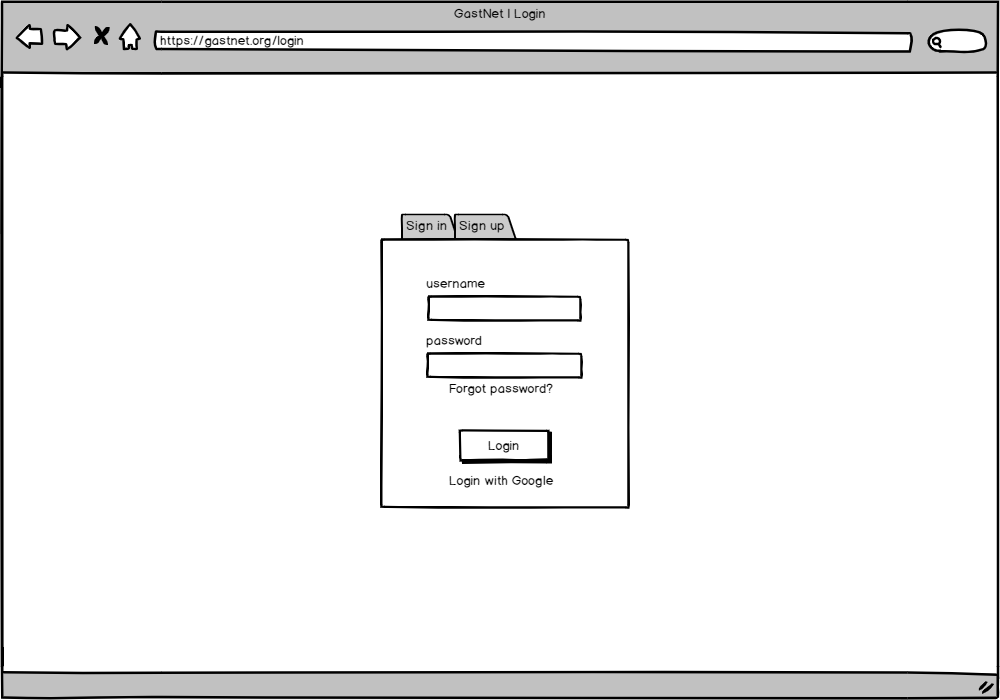 GastNet | Login
https://gastnet.org/login
Sign in Sign up
username
password
Forgot password?
Login
Login with Google